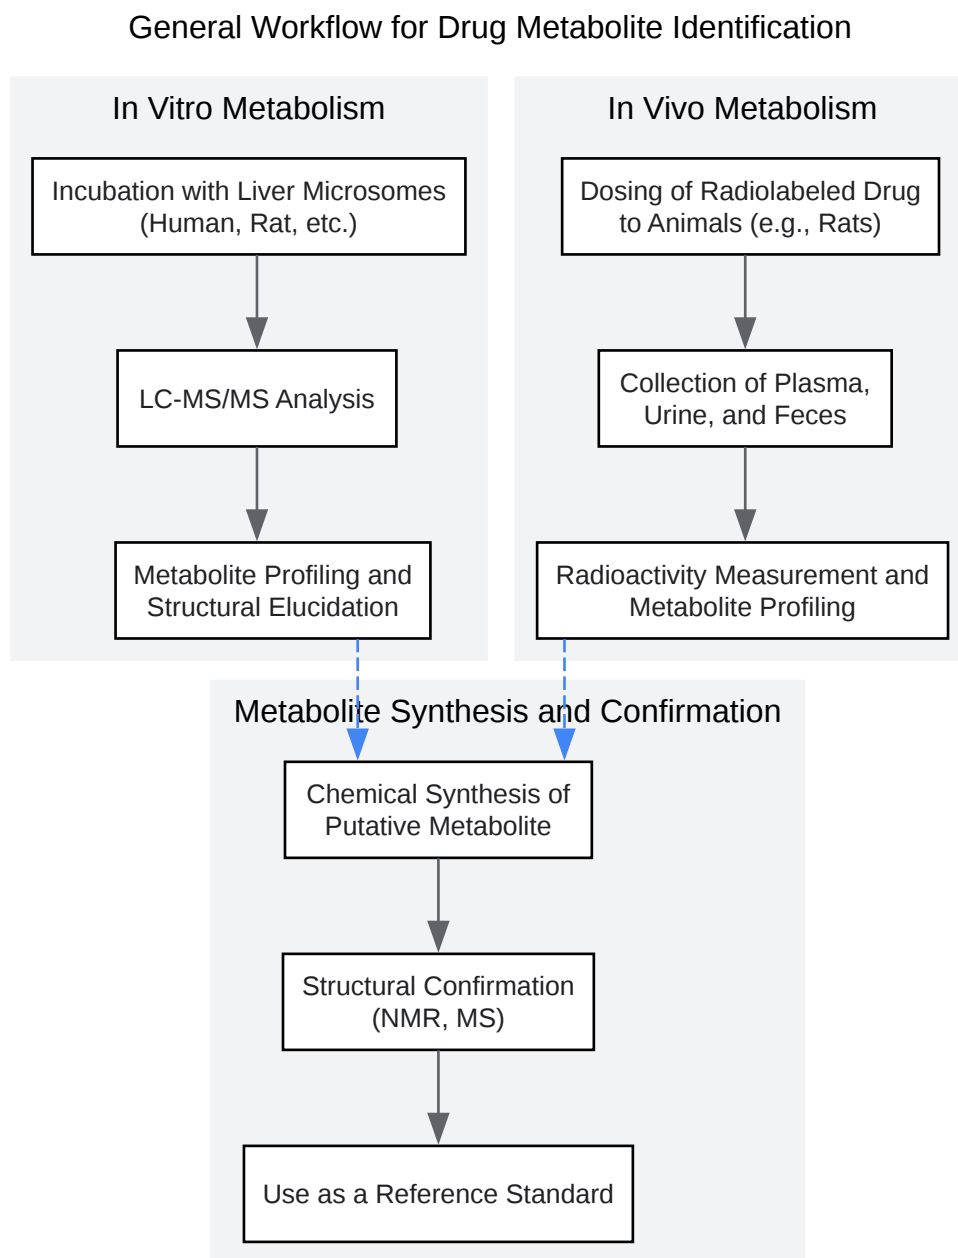 General Workflow for Drug Metabolite Identification
In Vitro Metabolism
Incubation with Liver Microsomes
(Human, Rat, etc.)
LC-MS/MS Analysis
Metabolite Profiling and
Structural Elucidation
In Vivo Metabolism
Dosing of Radiolabeled Drug
to Animals (e.g., Rats)
Collection of Plasma,
Urine, and Feces
Radioactivity Measurement and
Metabolite Profiling
Metabolite Synthesis and Confirmation
Chemical Synthesis of
Putative Metabolite
Structural Confirmation
(NMR, MS)
Use as a Reference Standard